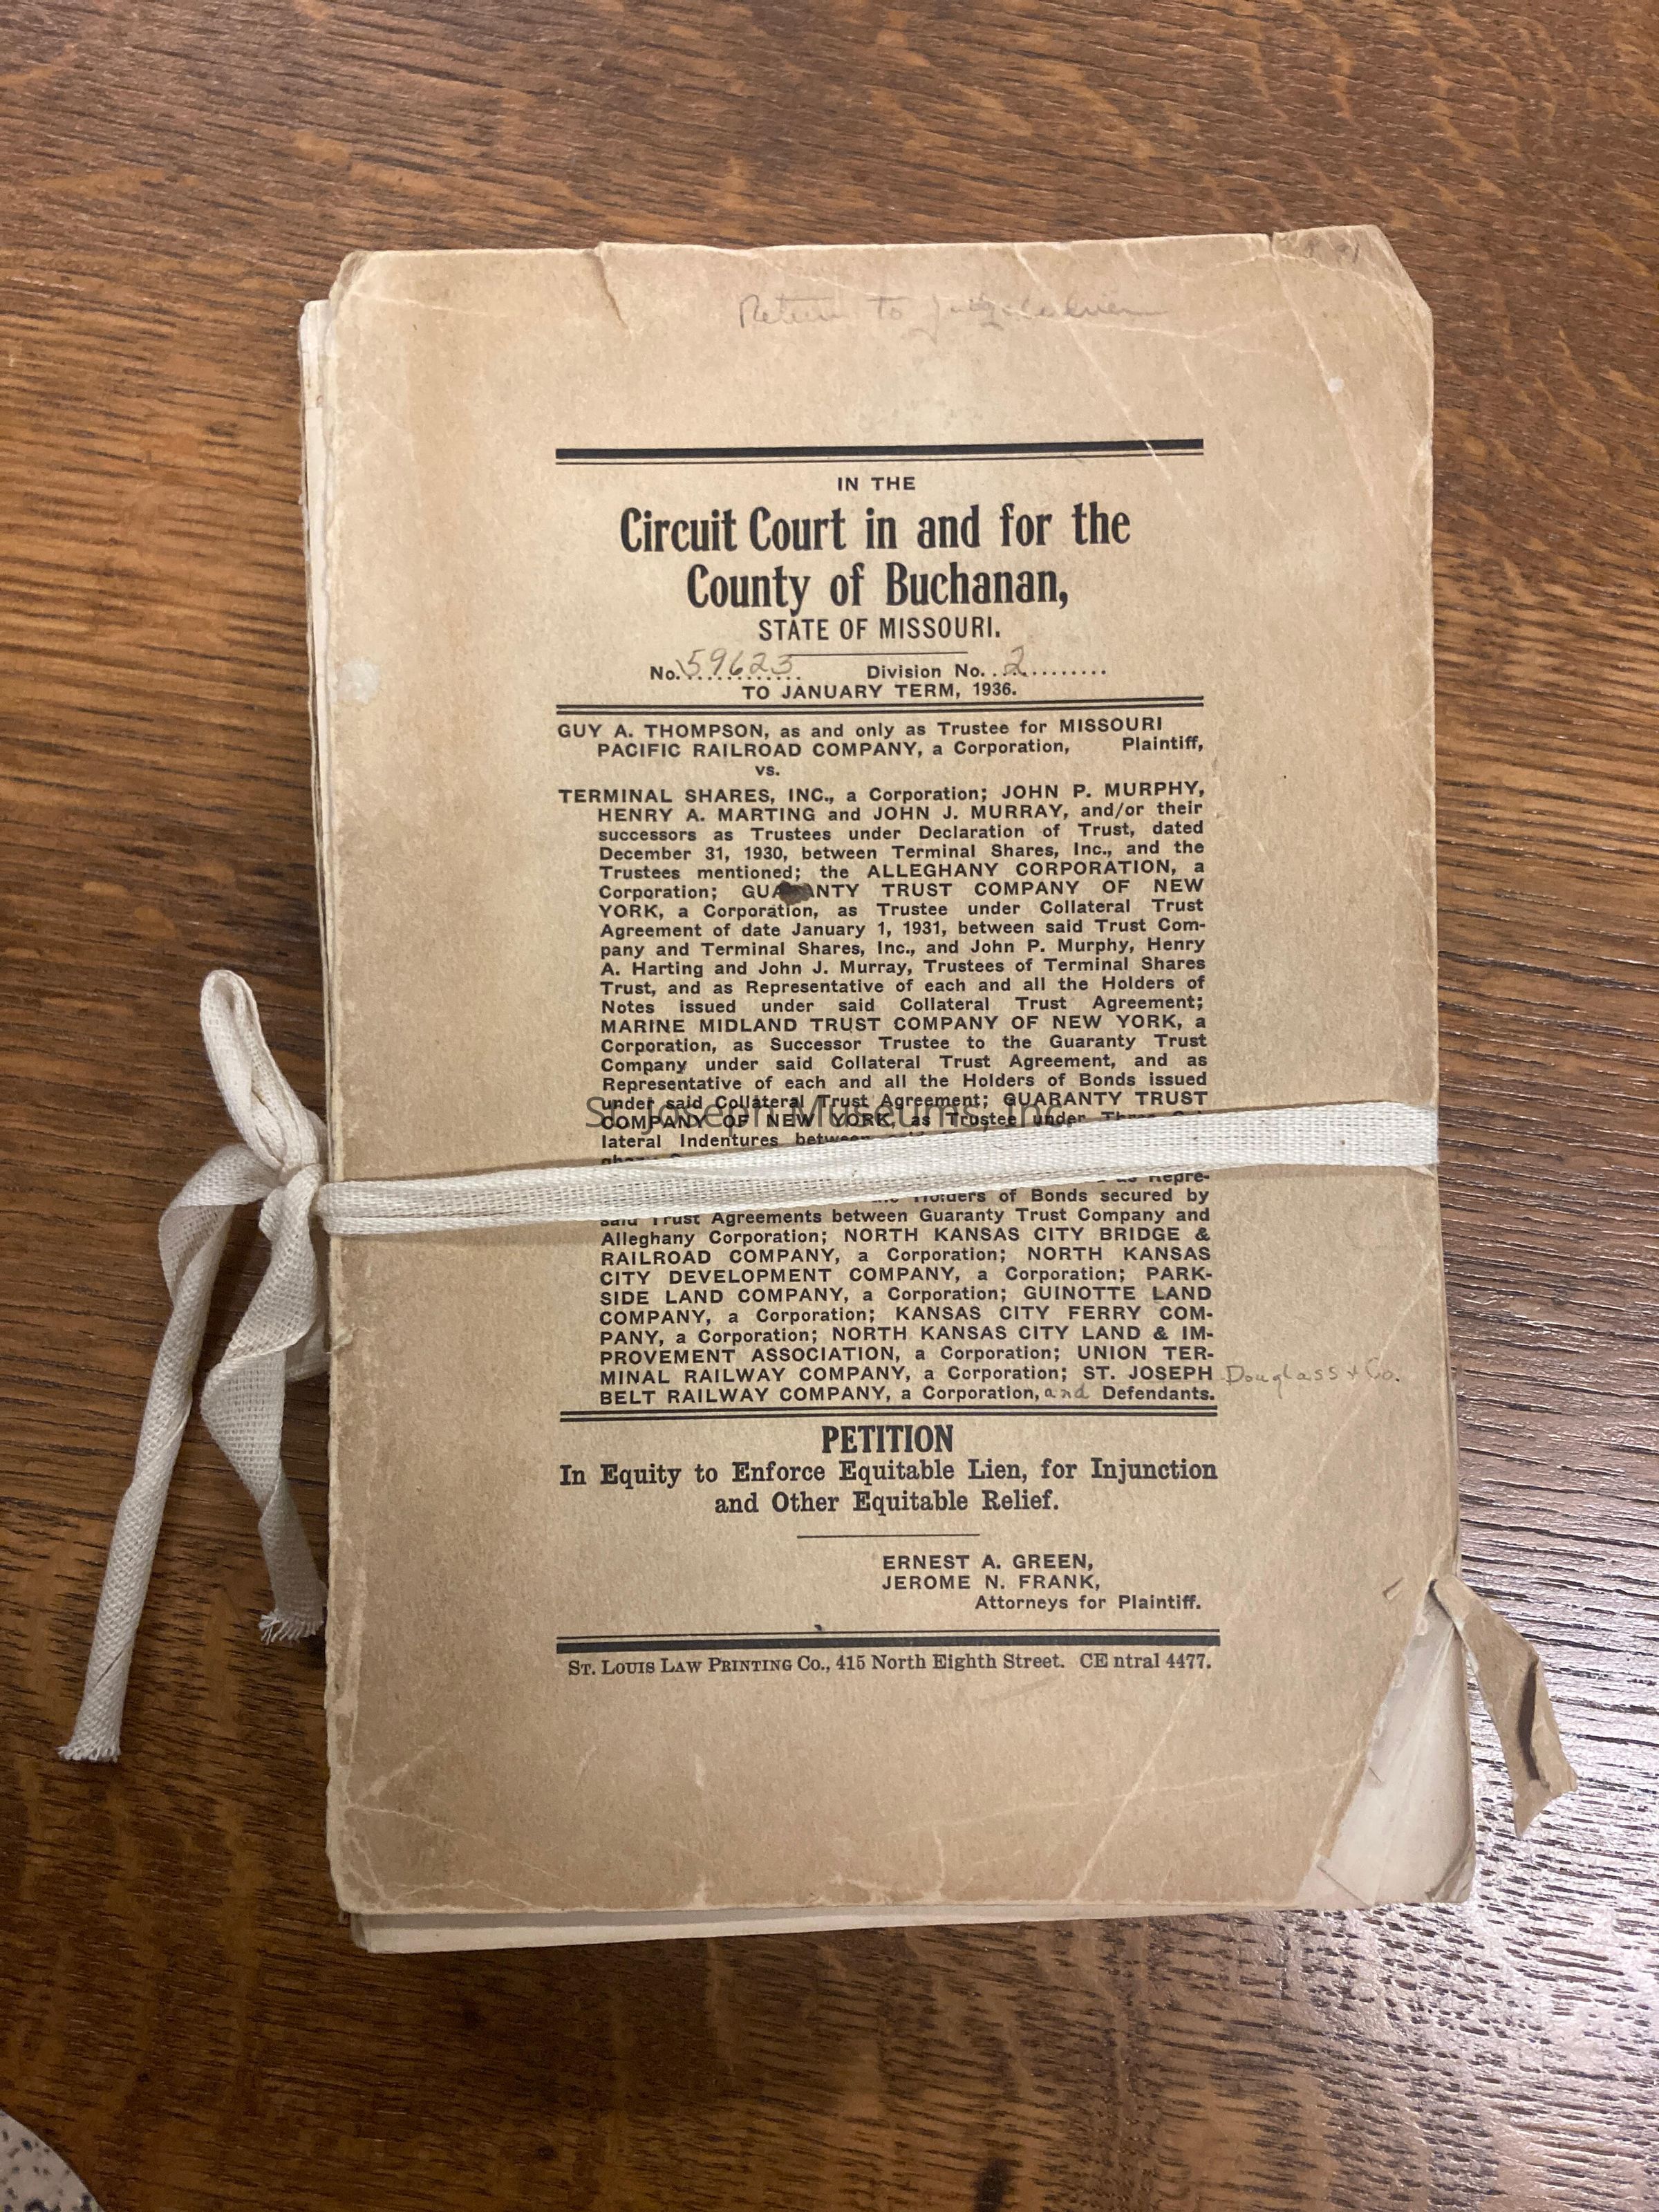 Return to
IN THE
Circuit Court in and for the
County of Buchanan,
STATE OF MISSOURI.
No. 59623 Division No. 2
TO JANUARY TERM, 1936.
GUY A. THOMPSON, as and only as Trustee for MISSOURI
PACIFIC RAILROAD COMPANY, a Corporation, Plaintiff,
vs.
TERMINAL SHARES, INC., a Corporation; JOHN P. MURPHY,
HENRY A. MARTING and JOHN J. MURRAY, and/or their
successors as Trustees under Declaration of Trust, dated
December 31, 1930, between Terminal Shares, Inc., and the
Trustees mentioned; the ALLEGHANY CORPORATION, a
Corporation; GUARANTY TRUST COMPANY OF NEW
YORK, a Corporation, as Trustee under Collateral Trust
Agreement of date January 1, 1931, between said Trust Com-
pany and Terminal Shares, Inc., and John P. Murphy, Henry
A. Harting and John J. Murray, Trustees of Terminal Shares
Trust, and as Representative of each and all the Holders of
Notes issued under said Collateral Trust Agreement;
MARINE MIDLAND TRUST COMPANY OF NEW YORK, a
Corporation, as Successor Trustee to the Guaranty Trust
Company under said Collateral Trust Agreement, and as
Representative of each and all the Holders of Bonds issued
under said Collateral Trust Agreement; GUARANTY TRUST
St. Joseph Museums, Inc.
COMPANY OF NEW YORK, as Trustee under Three Col-
lateral Indentures between
as Repre-
Holders of Bonds secured by
said Trust Agreements between Guaranty Trust Company and
Alleghany Corporation; NORTH KANSAS CITY BRIDGE &
RAILROAD COMPANY, a Corporation; NORTH KANSAS
CITY DEVELOPMENT COMPANY, a Corporation; PARK-
SIDE LAND COMPANY, a Corporation; GUINOTTE LAND
COMPANY, a Corporation; KANSAS CITY FERRY COM-
PANY, a Corporation; NORTH KANSAS CITY LAND & IM-
PROVEMENT ASSOCIATION, a Corporation; UNION TER-
MINAL RAILWAY COMPANY, a Corporation; ST. JOSEPH Douglass & Co.
BELT RAILWAY COMPANY, a Corporation, and Defendants.
PETITION
In Equity to Enforce Equitable Lien, for Injunction
and Other Equitable Relief.
ERNEST A. GREEN,
JEROME N. FRANK,
Attorneys for Plaintiff.
ST. LOUIS LAW PRINTING CO., 415 North Eighth Street. CE ntral 4477.